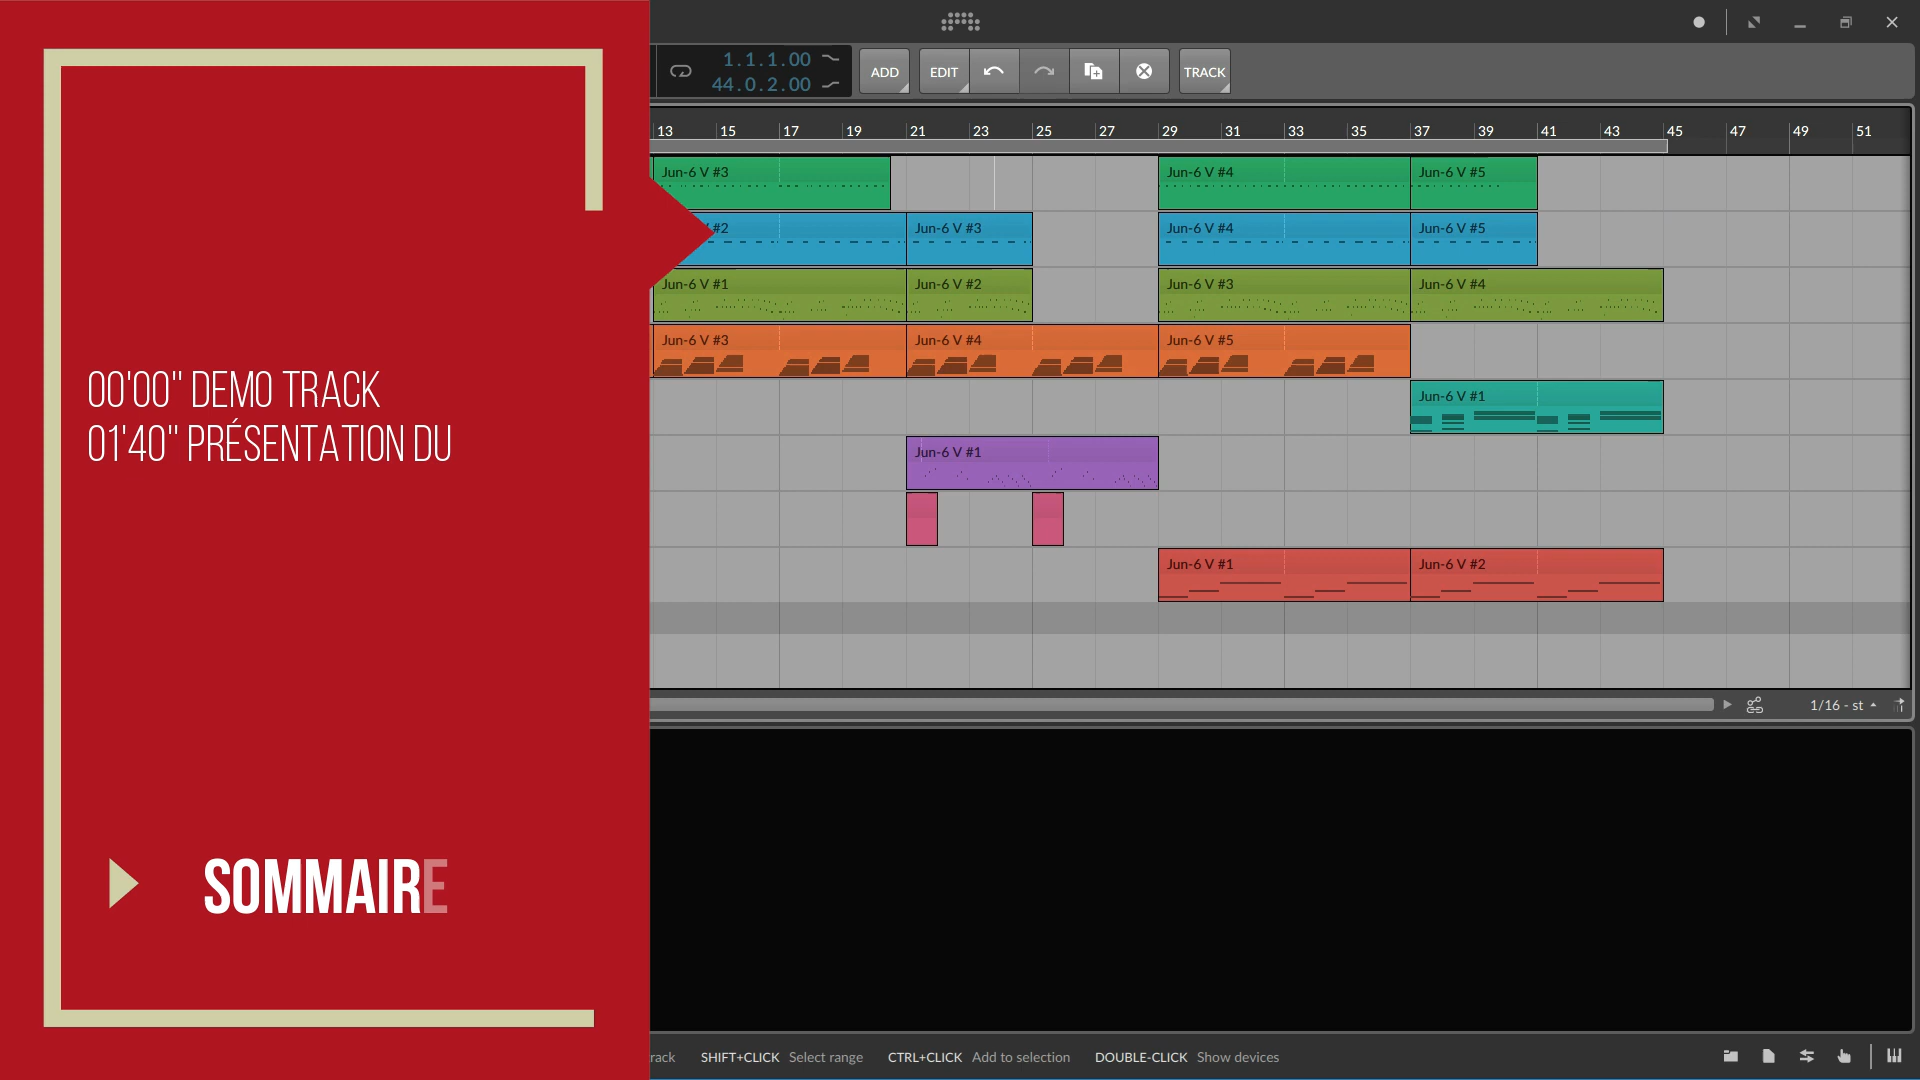 00'00" DEMO TRACK
01'40" PRÉSENTATION DU
SOMMAIRE
1.1.1.00
44.0.2.00
ADD
EDIT
TRACK
13 15 17 19 21 23 25 27 29 31 33 35 37 39 41 43 45 47 49 51
Jun-6 V #3 Jun-6 V #4 Jun-6 V #5
V #2 Jun-6 V #3 Jun-6 V #4 Jun-6 V #5
Jun-6 V #1 Jun-6 V #2 Jun-6 V #3 Jun-6 V #4
Jun-6 V #3 Jun-6 V #4 Jun-6 V #5
Jun-6 V #1
Jun-6 V #1
Jun-6 V #1 Jun-6 V #2
1/16 - st
rack SHIFT+CLICK Select range CTRL+CLICK Add to selection DOUBLE-CLICK Show devices